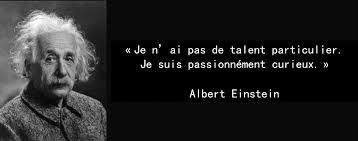 « Je n'ai pas de talent particulier.
Je suis passionnément curieux. »
Albert Einstein